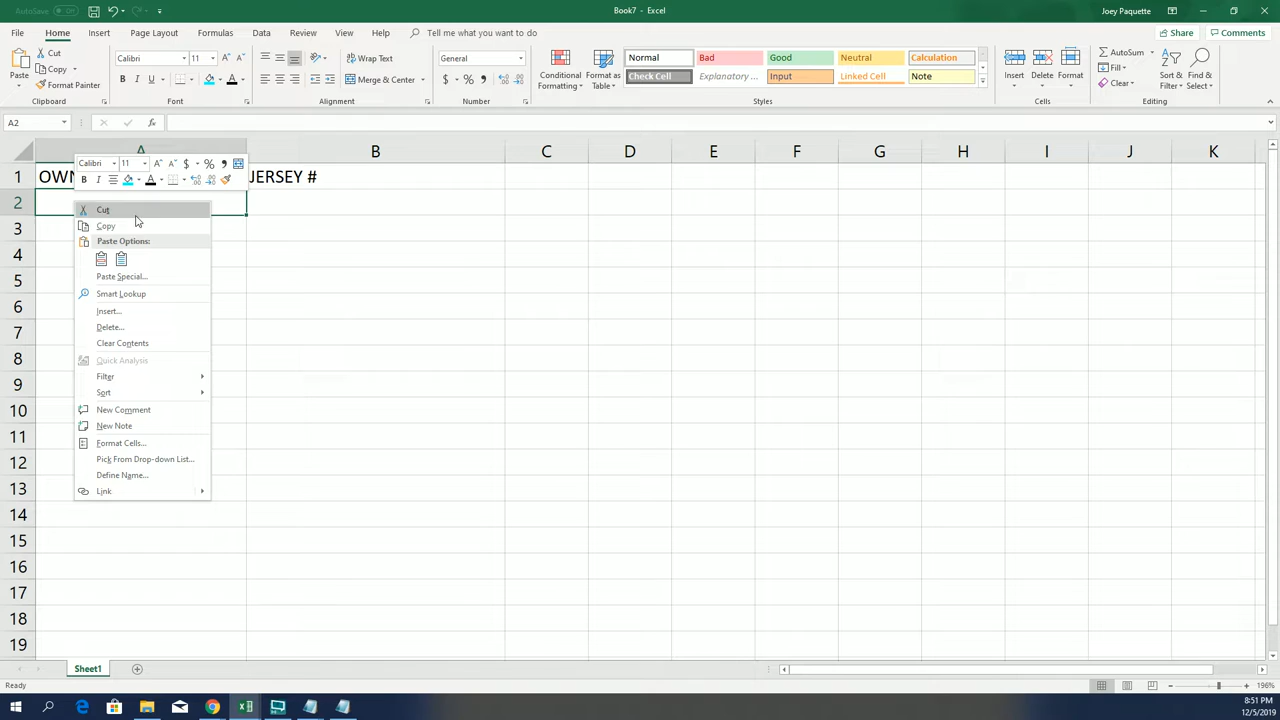 AutoSave Off
Book7 - Excel
Joey Paquette
File Home Insert Draw Page Layout Formulas Data Review View Help Tell me what you want to do
Share Comments
Paste
Cut
Copy
Format Painter
Clipboard
Calibri 11
B I U
Font
Wrap Text
Merge & Center
Alignment
General
$ % ,
Number
Conditional Formatting
Format as Table
Normal Bad Good Neutral Calculation
Check Cell Explanatory ... Input Linked Cell Note
Styles
Insert Delete Format
Cells
AutoSum
Fill
Clear
Sort & Filter
Find & Select
Editing
A2
fx
A B C D E F G H I J K
Calibri 11 $ % ,
B I
1 OWN JERSEY #
2
3
4
5
6
7
8
9
10
11
12
13
14
15
16
17
18
19
Cut
Copy
Paste Options:
Paste Special...
Smart Lookup
Insert...
Delete...
Clear Contents
Quick Analysis
Filter
Sort
New Comment
New Note
Format Cells...
Pick From Drop-down List...
Define Name...
Link
Sheet1
Ready
196%
8:51 PM
12/5/2019